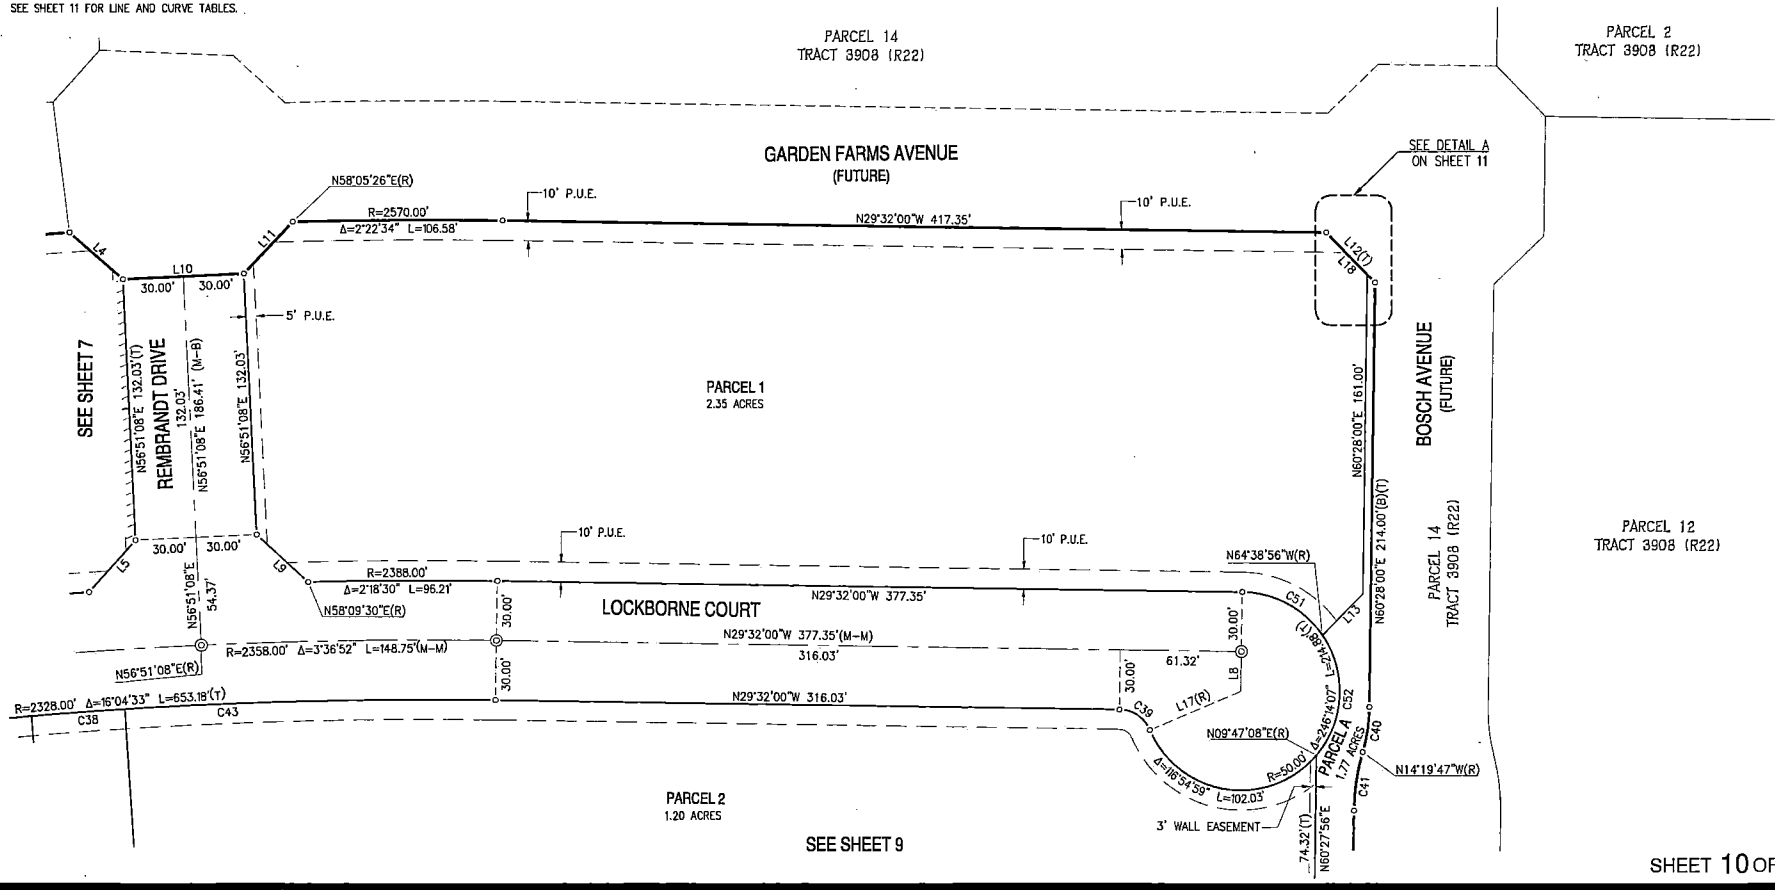 SEE SHEET 11 FOR LINE AND CURVE TABLES.
PARCEL 14
TRACT 3908 (R22)
PARCEL 2
TRACT 3908 (R22)
GARDEN FARMS AVENUE
(FUTURE)
SEE DETAIL A
ON SHEET 11
N58°05'26"E(R)
10' P.U.E.
10' P.U.E.
R=2570.00'
Δ=2°22'34" L=106.58'
N29°32'00"W 417.35'
L4
L11
L10
30.00'
30.00'
L12(T)
L18
5' P.U.E.
SEE SHEET 7
N56°51'08"E 132.03'(T)
REMBRANDT DRIVE
132.03'
N56°51'08"E 186.41' (M-B)
N56°51'08"E 132.03'
PARCEL 1
2.35 ACRES
N60°28'00"E 161.00'
N60°28'00"E 214.00'(B)(T)
BOSCH AVENUE
(FUTURE)
PARCEL 14
TRACT 3908 (R22)
PARCEL 12
TRACT 3908 (R22)
30.00'
30.00'
L5
L9
10' P.U.E.
10' P.U.E.
N64°38'56"W(R)
R=2388.00'
Δ=2°18'30" L=96.21'
N58°09'30"E(R)
N29°32'00"W 377.35'
LOCKBORNE COURT
C51
L13
N56°51'08"E
54.37'
30.00'
30.00'
N29°32'00"W 377.35'(M-M)
316.03'
61.32'
30.00'
L=214.88'(T)
R=2358.00' Δ=3°36'52" L=148.75'(M-M)
N56°51'08"E(R)
30.00'
L8
L17(R)
R=2328.00' Δ=16°04'33" L=653.18'(T)
C38
C43
N29°32'00"W 316.03'
C39
N09°47'08"E(R)
Δ=246°14'07"
C52
PARCEL A
1.77 ACRES
C40
R=50.00'
Δ=116°54'59" L=102.03'
N14°19'47"W(R)
C41
PARCEL 2
1.20 ACRES
3' WALL EASEMENT
74.32'(T)
N60°27'56"E
SEE SHEET 9
SHEET 10 OF